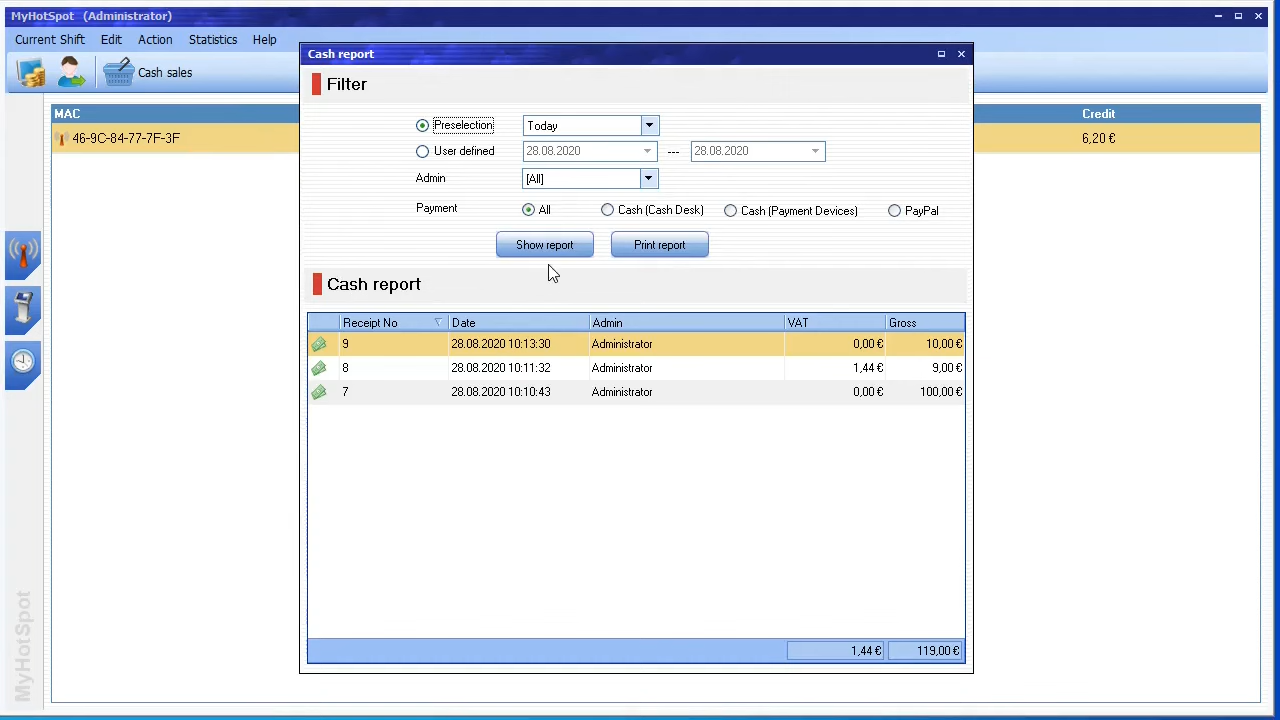 MyHotSpot (Administrator)
Current Shift Edit Action Statistics Help
Cash sales
MAC Credit
46-9C-84-77-7F-3F 6,20 €
Cash report
Filter
Preselection Today
User defined 28.08.2020 --- 28.08.2020
Admin [All]
Payment All Cash (Cash Desk) Cash (Payment Devices) PayPal
Show report Print report
Cash report
Receipt No Date Admin VAT Gross
9 28.08.2020 10:13:30 Administrator 0,00 € 10,00 €
8 28.08.2020 10:11:32 Administrator 1,44 € 9,00 €
7 28.08.2020 10:10:43 Administrator 0,00 € 100,00 €
1,44 € 119,00 €
MyHotSpot